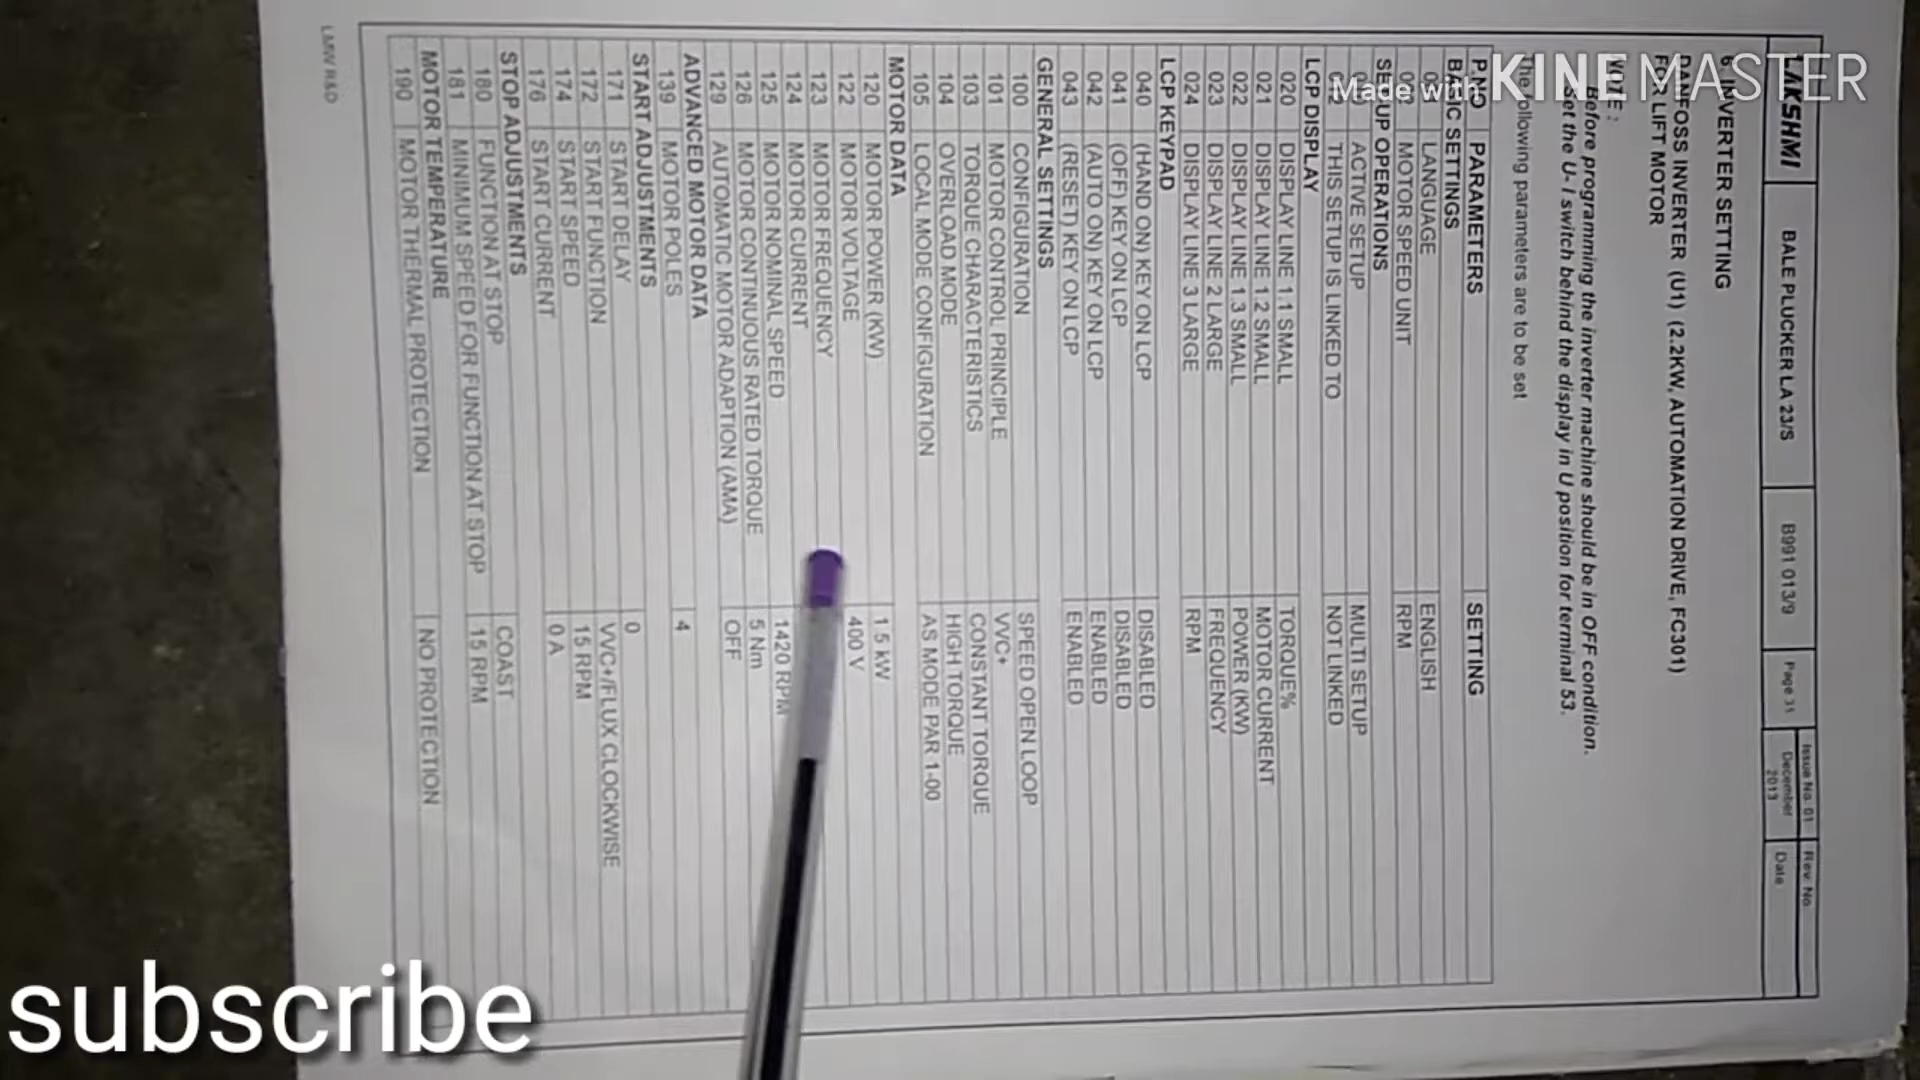 LAKSHMI BALE PLUCKER LA 23/S B991 013/9 Page 31 Issue No. 01 December 2013 Rev. No Date
6. INVERTER SETTING
DANFOSS INVERTER (U1) (2.2KW, AUTOMATION DRIVE, FC301)
FOR LIFT MOTOR
NOTE :
Before programming the inverter machine should be in OFF condition.
Set the U- I switch behind the display in U position for terminal 53.
The following parameters are to be set
P.NO PARAMETERS SETTING
BASIC SETTINGS
LANGUAGE ENGLISH
MOTOR SPEED UNIT RPM
SETUP OPERATIONS
ACTIVE SETUP MULTI SETUP
THIS SETUP IS LINKED TO NOT LINKED
LCP DISPLAY
020 DISPLAY LINE 1.1 SMALL TORQUE%
021 DISPLAY LINE 1.2 SMALL MOTOR CURRENT
022 DISPLAY LINE 1.3 SMALL POWER (KW)
023 DISPLAY LINE 2 LARGE FREQUENCY
024 DISPLAY LINE 3 LARGE RPM
LCP KEYPAD
040 (HAND ON) KEY ON LCP DISABLED
041 (OFF) KEY ON LCP DISABLED
042 (AUTO ON) KEY ON LCP ENABLED
043 (RESET) KEY ON LCP ENABLED
GENERAL SETTINGS
100 CONFIGURATION SPEED OPEN LOOP
101 MOTOR CONTROL PRINCIPLE VVC+
103 TORQUE CHARACTERISTICS CONSTANT TORQUE
104 OVERLOAD MODE HIGH TORQUE
105 LOCAL MODE CONFIGURATION AS MODE PAR 1-00
MOTOR DATA
120 MOTOR POWER (KW) 1.5 kW
122 MOTOR VOLTAGE 400 V
123 MOTOR FREQUENCY
124 MOTOR CURRENT
125 MOTOR NOMINAL SPEED 1420 RPM
126 MOTOR CONTINUOUS RATED TORQUE 5 Nm
129 AUTOMATIC MOTOR ADAPTION (AMA) OFF
ADVANCED MOTOR DATA
139 MOTOR POLES 4
START ADJUSTMENTS
171 START DELAY 0
172 START FUNCTION VVC+/FLUX CLOCKWISE
174 START SPEED 15 RPM
176 START CURRENT 0 A
STOP ADJUSTMENTS
180 FUNCTION AT STOP COAST
181 MINIMUM SPEED FOR FUNCTION AT STOP 15 RPM
MOTOR TEMPERATURE
190 MOTOR THERMAL PROTECTION NO PROTECTION
LMW R&D
Made with KINEMASTER
subscribe